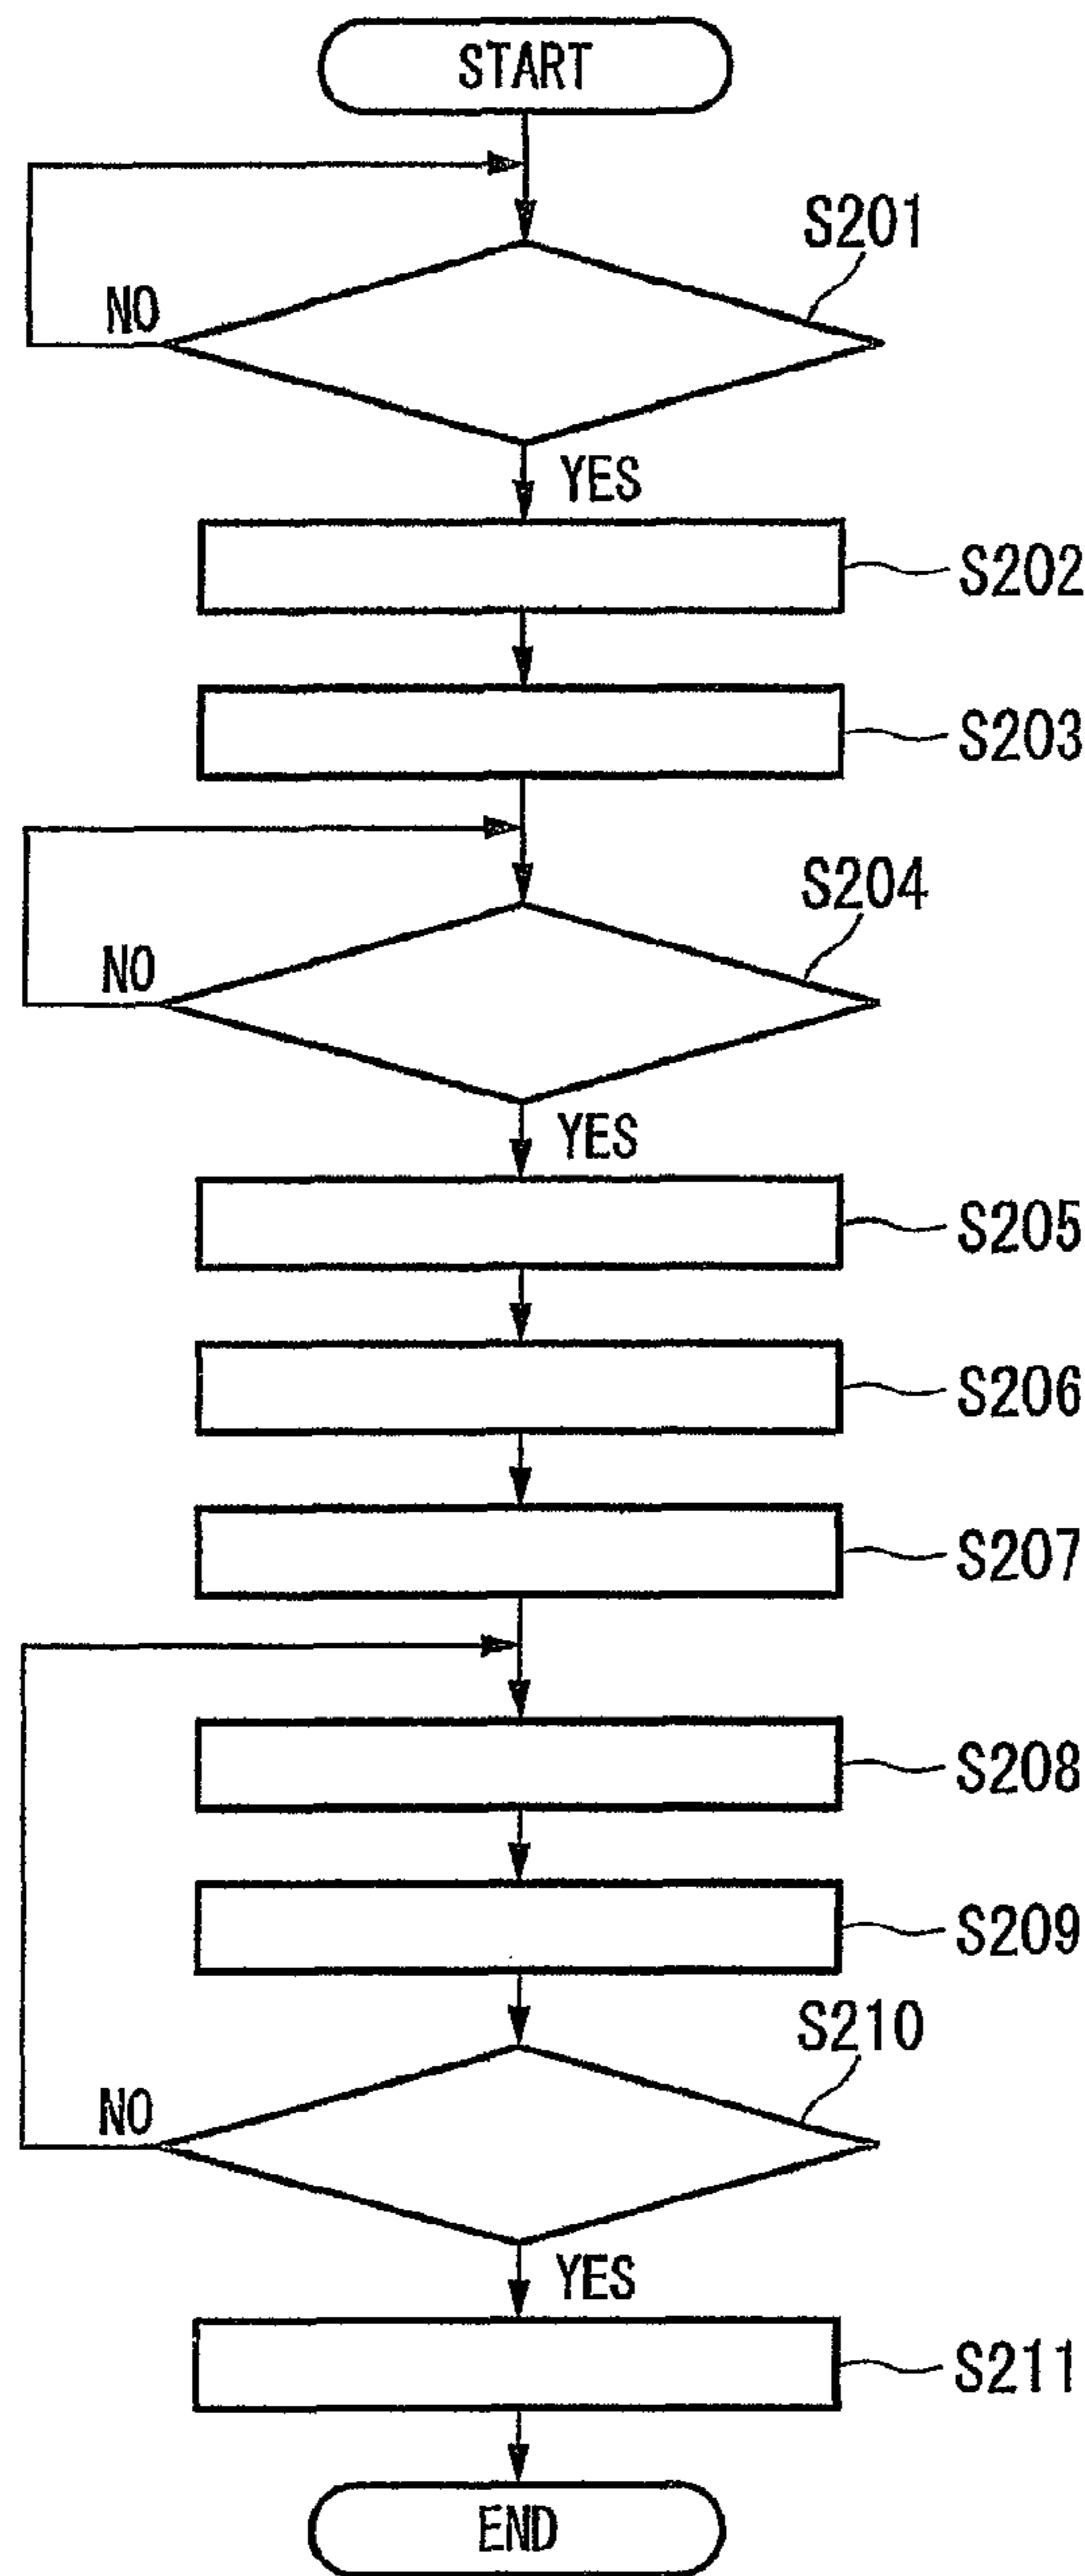 START
S201
NO
YES
S202
S203
S204
NO
YES
S205
S206
S207
S208
S209
S210
NO
YES
S211
END